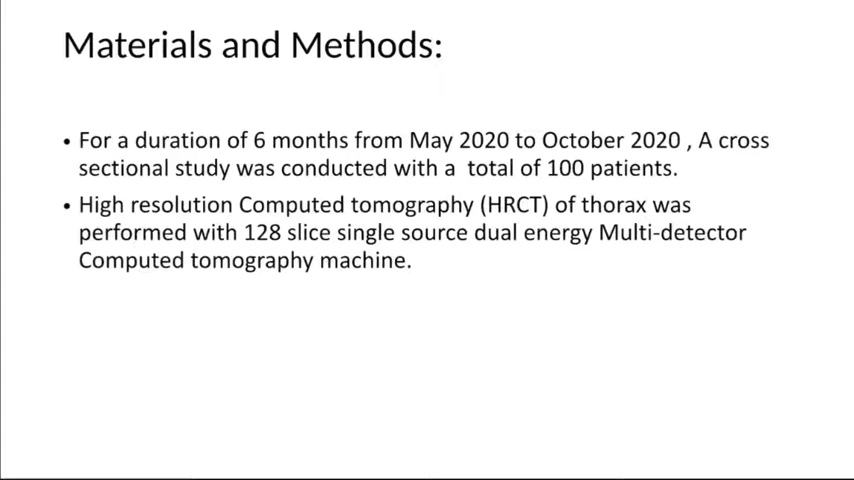 Materials and Methods:
• For a duration of 6 months from May 2020 to October 2020 , A cross
sectional study was conducted with a  total of 100 patients.
• High resolution Computed tomography (HRCT) of thorax was
performed with 128 slice single source dual energy Multi-detector
Computed tomography machine.